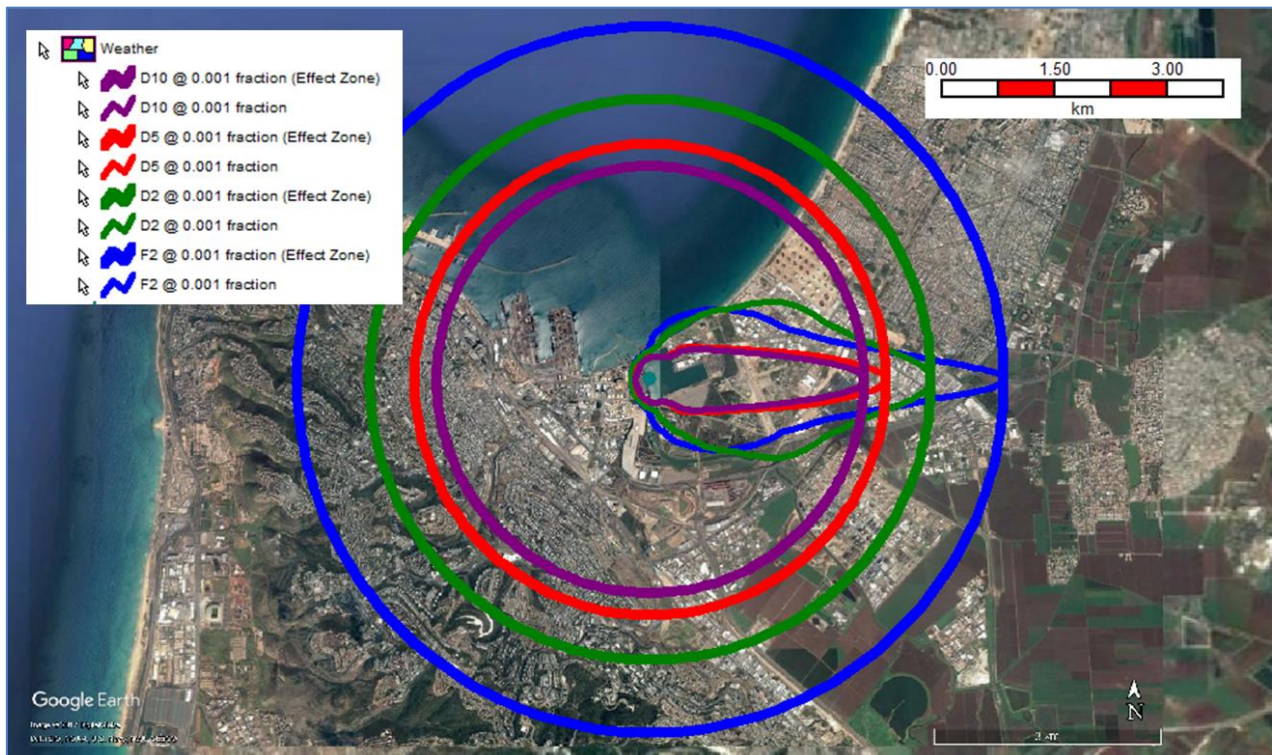 Weather
D10 @ 0.001 fraction (Effect Zone)
D10 @ 0.001 fraction
D5 @ 0.001 fraction (Effect Zone)
D5 @ 0.001 fraction
D2 @ 0.001 fraction (Effect Zone)
D2 @ 0.001 fraction
F2 @ 0.001 fraction (Effect Zone)
F2 @ 0.001 fraction
0.00 1.50 3.00
km
Google Earth
N
3 km